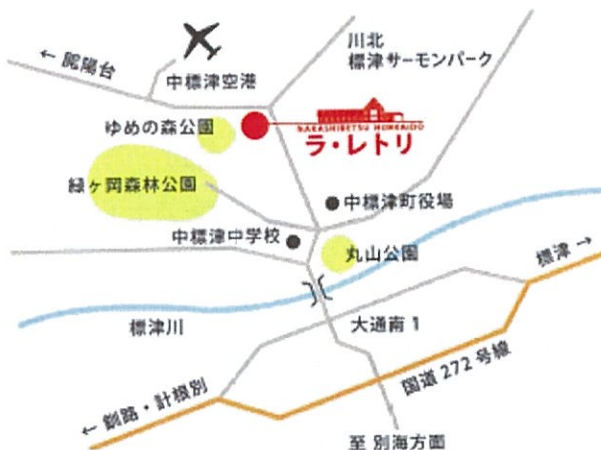 川北
標津サーモンパーク
← 開陽台
中標津空港
ゆめの森公園
NAKASHIBETSU HOKKAIDO
ラ・レトリ
緑ヶ岡森林公園
中標津町役場
中標津中学校
丸山公園
標津 →
標津川
大通南 1
国道 272 号線
← 釧路・計根別
至 別海方面